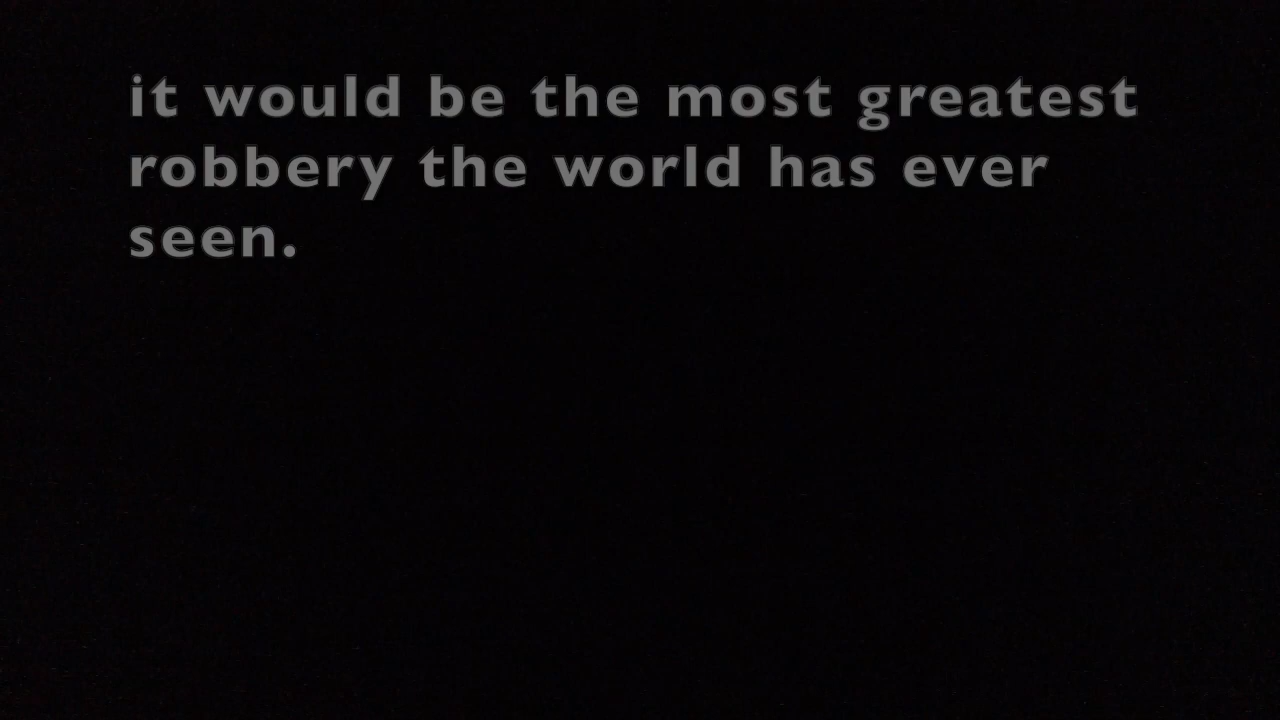 it would be the most greatest
robbery the world has ever
seen.